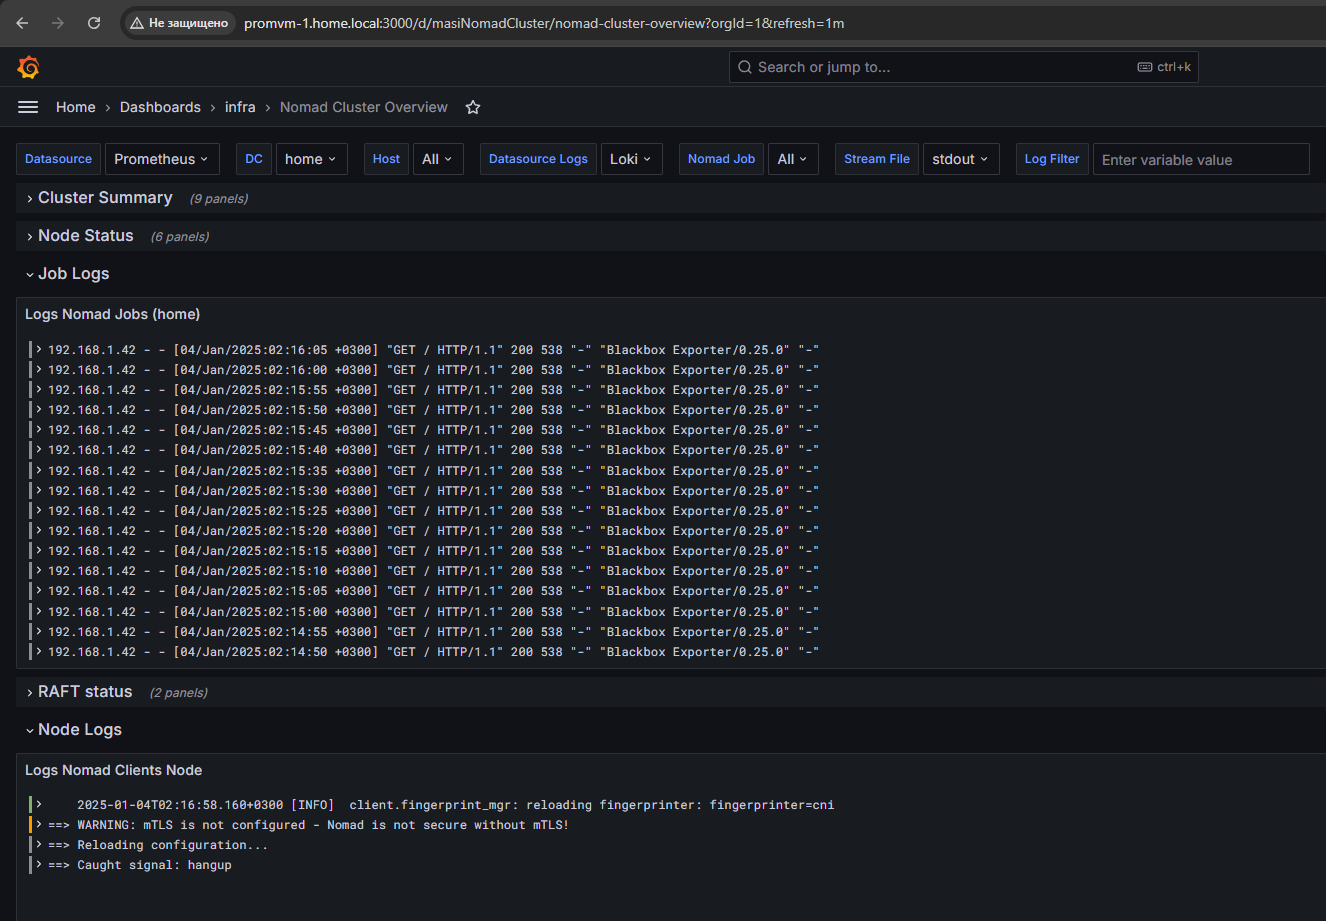 Не защищено promvm-1.home.local:3000/d/masiNomadCluster/nomad-cluster-overview?orgId=1&refresh=1m
Search or jump to... ctrl+k
Home › Dashboards › infra › Nomad Cluster Overview
Datasource Prometheus DC home Host All Datasource Logs Loki Nomad Job All Stream File stdout Log Filter Enter variable value
Cluster Summary (9 panels)
Node Status (6 panels)
Job Logs
Logs Nomad Jobs (home)
192.168.1.42 - - [04/Jan/2025:02:16:05 +0300] "GET / HTTP/1.1" 200 538 "-" "Blackbox Exporter/0.25.0" "-"
192.168.1.42 - - [04/Jan/2025:02:16:00 +0300] "GET / HTTP/1.1" 200 538 "-" "Blackbox Exporter/0.25.0" "-"
192.168.1.42 - - [04/Jan/2025:02:15:55 +0300] "GET / HTTP/1.1" 200 538 "-" "Blackbox Exporter/0.25.0" "-"
192.168.1.42 - - [04/Jan/2025:02:15:50 +0300] "GET / HTTP/1.1" 200 538 "-" "Blackbox Exporter/0.25.0" "-"
192.168.1.42 - - [04/Jan/2025:02:15:45 +0300] "GET / HTTP/1.1" 200 538 "-" "Blackbox Exporter/0.25.0" "-"
192.168.1.42 - - [04/Jan/2025:02:15:40 +0300] "GET / HTTP/1.1" 200 538 "-" "Blackbox Exporter/0.25.0" "-"
192.168.1.42 - - [04/Jan/2025:02:15:35 +0300] "GET / HTTP/1.1" 200 538 "-" "Blackbox Exporter/0.25.0" "-"
192.168.1.42 - - [04/Jan/2025:02:15:30 +0300] "GET / HTTP/1.1" 200 538 "-" "Blackbox Exporter/0.25.0" "-"
192.168.1.42 - - [04/Jan/2025:02:15:25 +0300] "GET / HTTP/1.1" 200 538 "-" "Blackbox Exporter/0.25.0" "-"
192.168.1.42 - - [04/Jan/2025:02:15:20 +0300] "GET / HTTP/1.1" 200 538 "-" "Blackbox Exporter/0.25.0" "-"
192.168.1.42 - - [04/Jan/2025:02:15:15 +0300] "GET / HTTP/1.1" 200 538 "-" "Blackbox Exporter/0.25.0" "-"
192.168.1.42 - - [04/Jan/2025:02:15:10 +0300] "GET / HTTP/1.1" 200 538 "-" "Blackbox Exporter/0.25.0" "-"
192.168.1.42 - - [04/Jan/2025:02:15:05 +0300] "GET / HTTP/1.1" 200 538 "-" "Blackbox Exporter/0.25.0" "-"
192.168.1.42 - - [04/Jan/2025:02:15:00 +0300] "GET / HTTP/1.1" 200 538 "-" "Blackbox Exporter/0.25.0" "-"
192.168.1.42 - - [04/Jan/2025:02:14:55 +0300] "GET / HTTP/1.1" 200 538 "-" "Blackbox Exporter/0.25.0" "-"
192.168.1.42 - - [04/Jan/2025:02:14:50 +0300] "GET / HTTP/1.1" 200 538 "-" "Blackbox Exporter/0.25.0" "-"
RAFT status (2 panels)
Node Logs
Logs Nomad Clients Node
2025-01-04T02:16:58.160+0300 [INFO] client.fingerprint_mgr: reloading fingerprinter: fingerprinter=cni
==> WARNING: mTLS is not configured - Nomad is not secure without mTLS!
==> Reloading configuration...
==> Caught signal: hangup